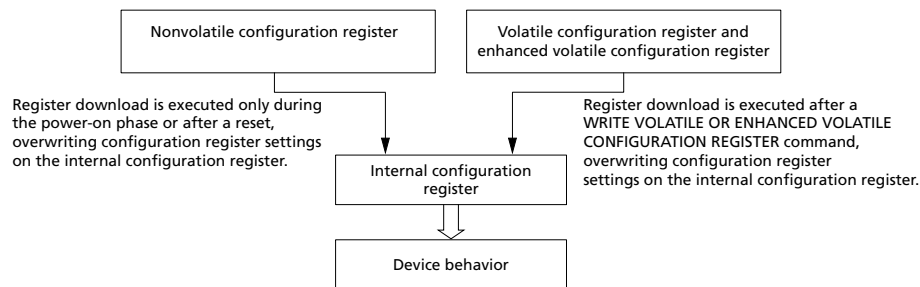 Nonvolatile configuration register
Volatile configuration register and
enhanced volatile configuration register
Register download is executed only during
the power-on phase or after a reset,
overwriting configuration register settings
on the internal configuration register.
Register download is executed after a
WRITE VOLATILE OR ENHANCED VOLATILE
CONFIGURATION REGISTER command,
overwriting configuration register
settings on the internal configuration register.
Internal configuration
register
Device behavior